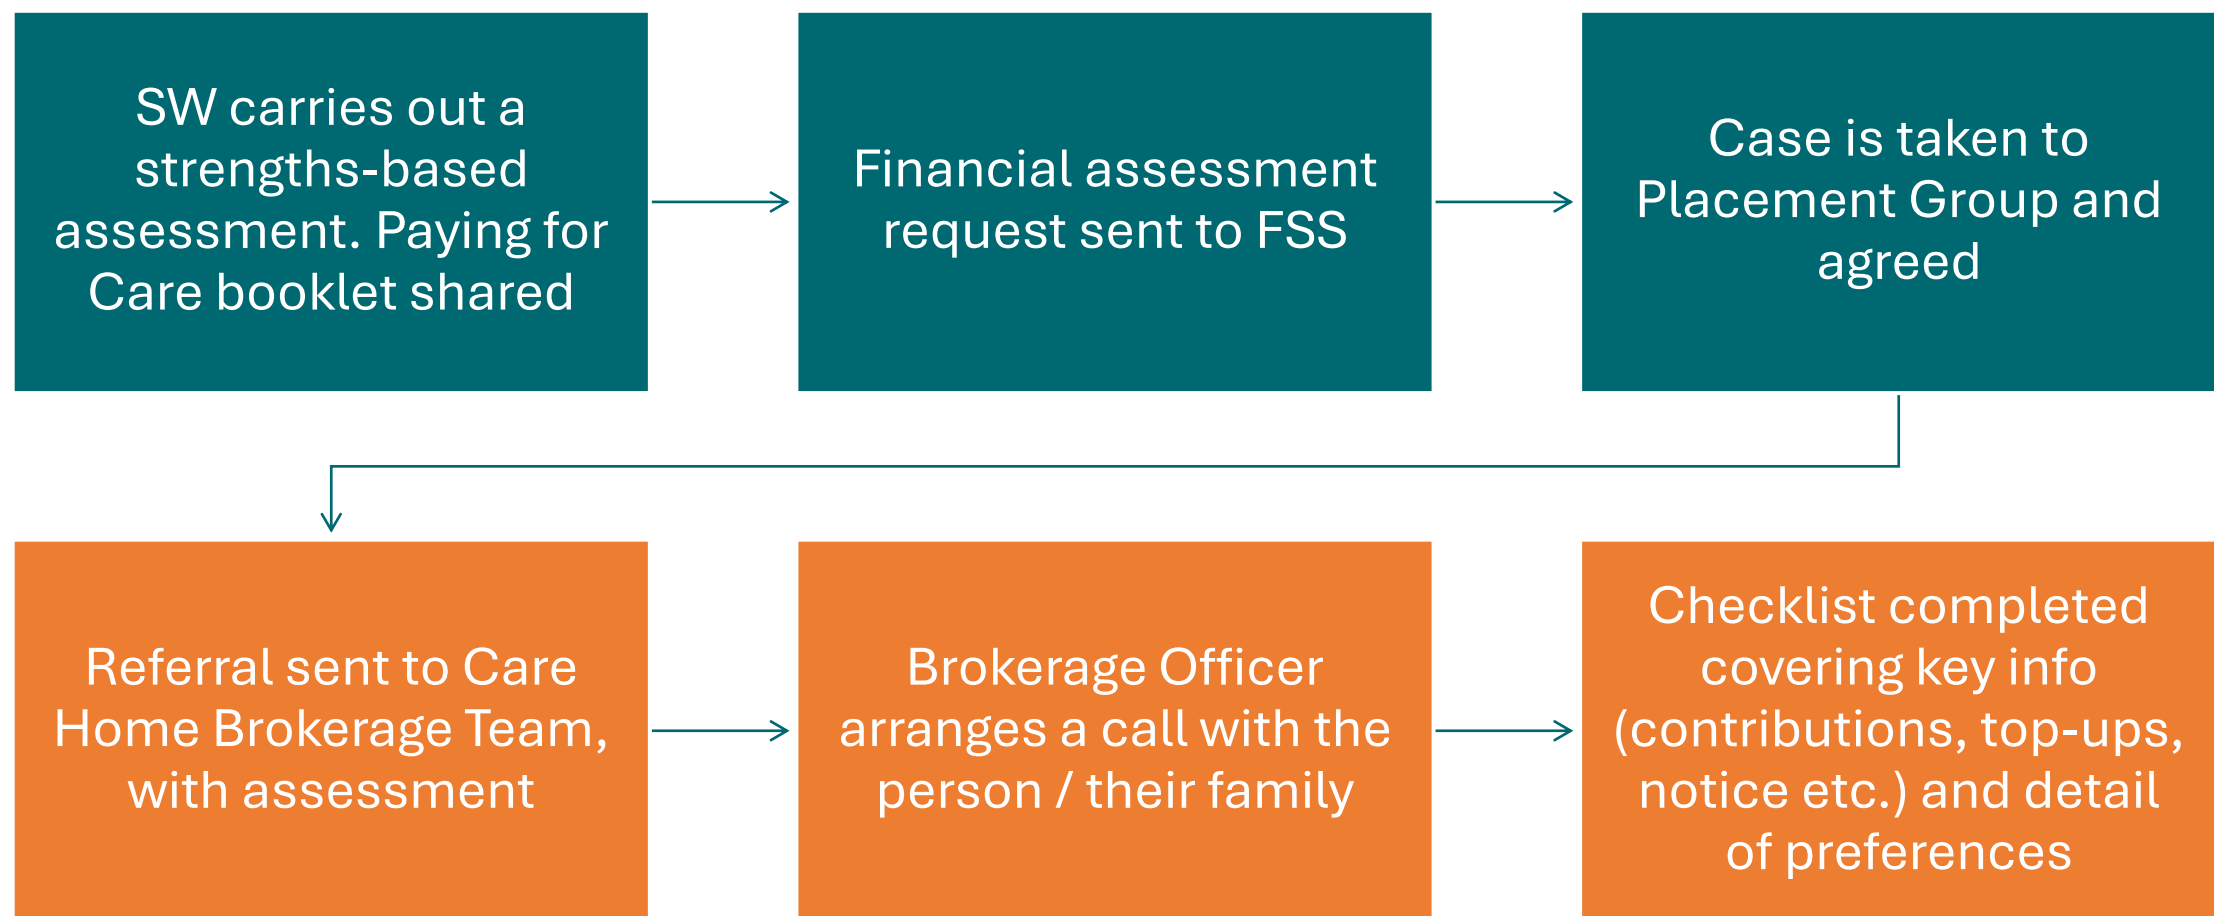 SW carries out a
strengths-based
assessment. Paying for
Care booklet shared
Financial assessment
request sent to FSS
Case is taken to
Placement Group and
agreed
Referral sent to Care
Home Brokerage Team,
with assessment
Brokerage Officer
arranges a call with the
person / their family
Checklist completed
covering key info
(contributions, top-ups,
notice etc.) and detail
of preferences